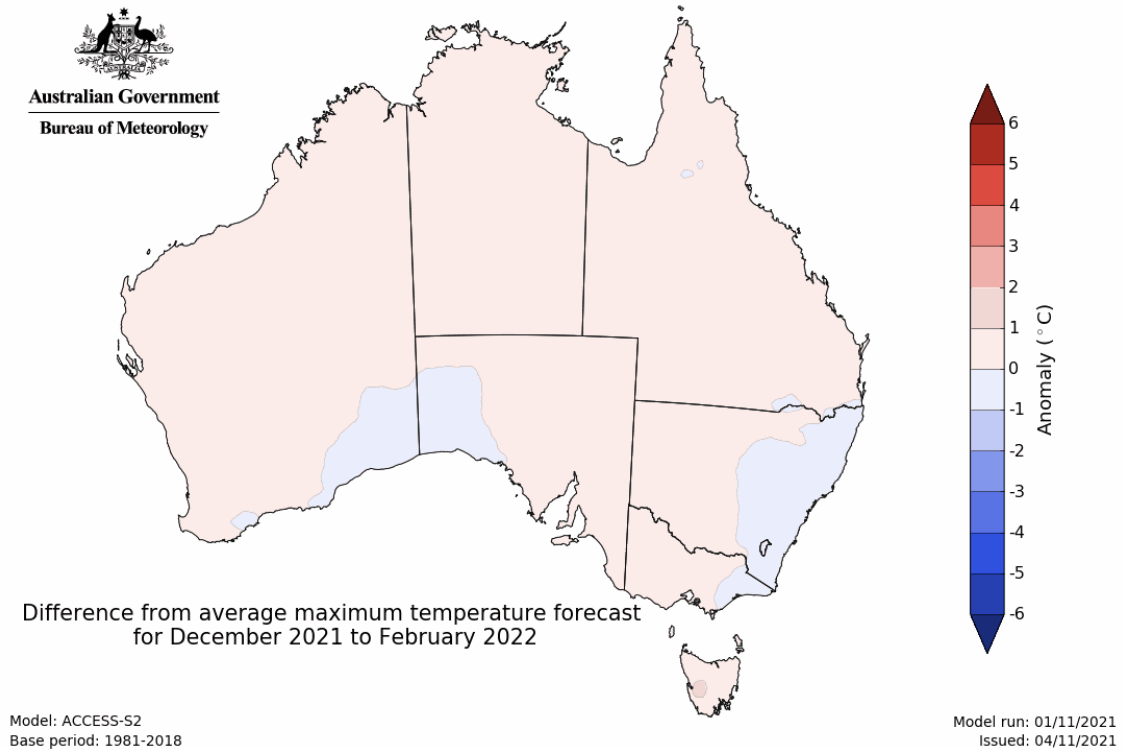 Australian Government
Bureau of Meteorology
6
5
4
3
2
1
0
-1
-2
-3
-4
-5
-6
Anomaly (°C)
Difference from average maximum temperature forecast
for December 2021 to February 2022
Model: ACCESS-S2
Base period: 1981-2018
Model run: 01/11/2021
Issued: 04/11/2021